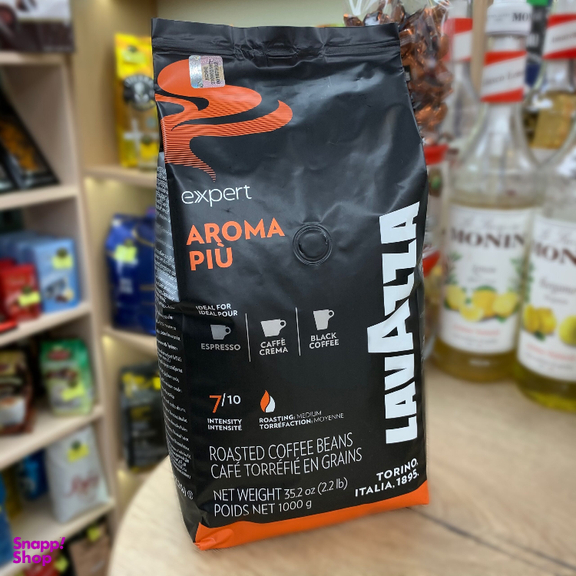 expert
AROMA
PIÙ
IDEAL FOR
IDEAL POUR
ESPRESSO
CAFFÈ
CREMA
BLACK
COFFEE
7/10
INTENSITY
INTENSITÉ
ROASTING: MEDIUM
TORRÉFACTION: MOYENNE
ROASTED COFFEE BEANS
CAFÉ TORRÉFIÉ EN GRAINS
NET WEIGHT 35.2 oz (2.2 lb)
POIDS NET 1000 g
LAVAZZA
TORINO,
ITALIA, 1895
MONIN
MONIN
Snapp!
Shop